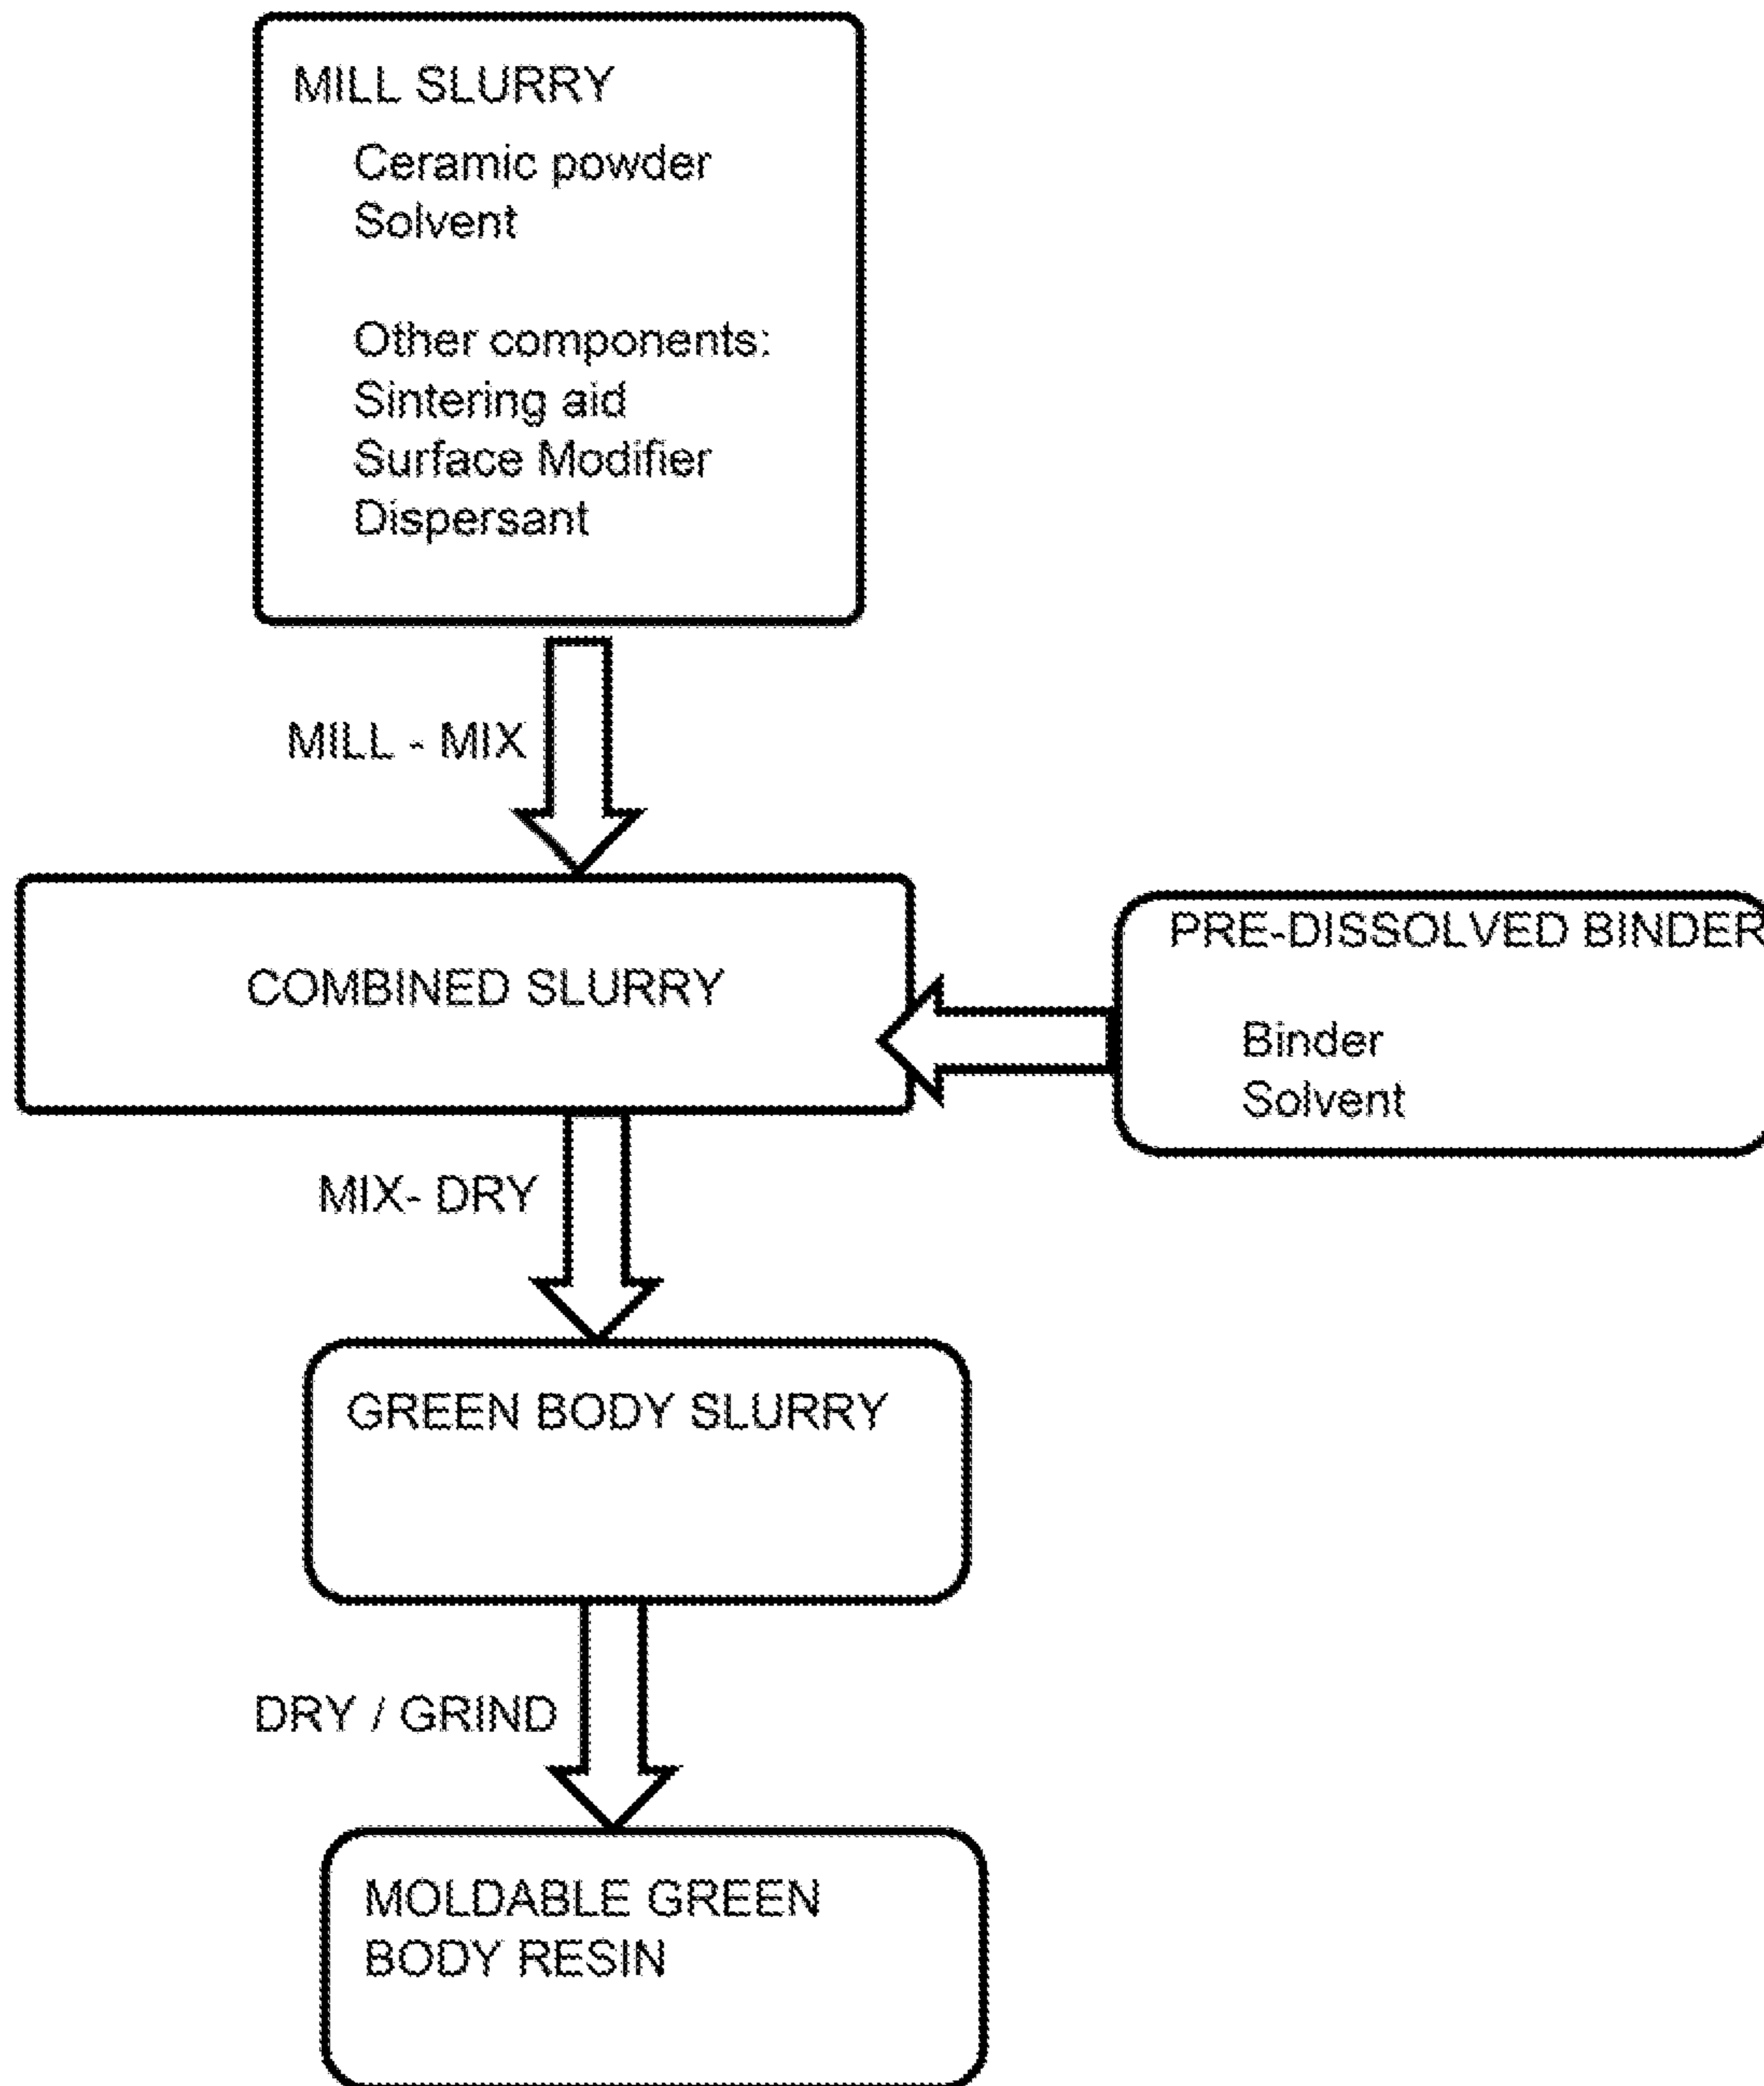 MILL SLURRY
Ceramic powder
Solvent
Other components:
Sintering aid
Surface Modifier
Dispersant
MILL - MIX
COMBINED SLURRY
PRE-DISSOLVED BINDER
Binder
Solvent
MIX- DRY
GREEN BODY SLURRY
DRY / GRIND
MOLDABLE GREEN
BODY RESIN